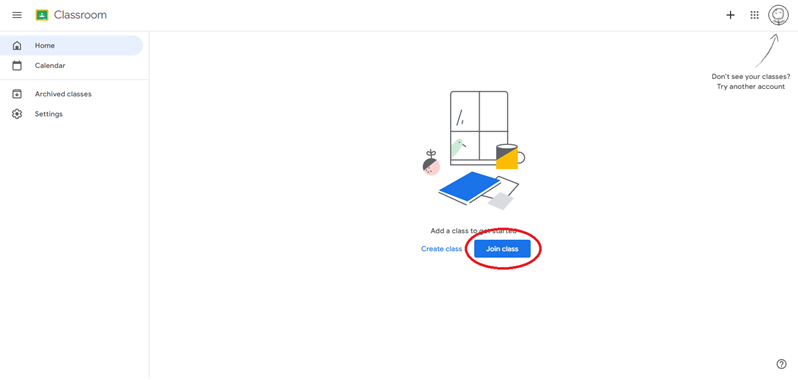 Classroom
Home
Calendar
Archived classes
Settings
Don't see your classes?
Try another account
Add a class to get started
Create class
Join class